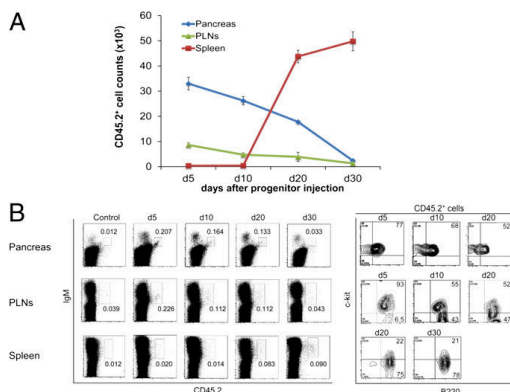 A
CD45.2+ cell counts (x10³)
60
50
40
30
20
10
0
Pancreas
PLNs
Spleen
d5 d10 d20 d30
days after progenitor injection
B
Control d5 d10 d20 d30
Pancreas
0.012 0.207 0.164 0.133 0.033
PLNs
0.039 0.226 0.112 0.112 0.043
Spleen
0.012 0.020 0.014 0.083 0.090
IgM
CD45.2
CD45.2+ cells
d5 d10 d20
77 68 52
d5 d10 d20
93 55 52
6.5 43 47
d20 d30
22 21
75 78
c-kit
B220